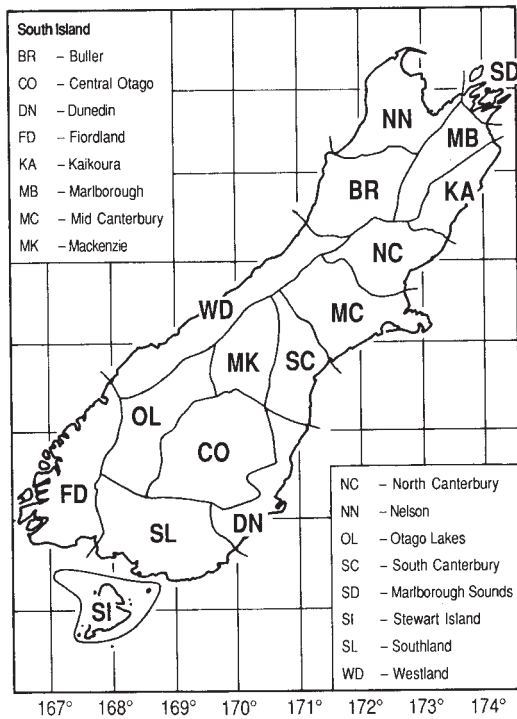 South Island
BR – Buller
CO – Central Otago
DN – Dunedin
FD – Fiordland
KA – Kaikoura
MB – Marlborough
MC – Mid Canterbury
MK – Mackenzie
SD
NN
MB
BR
KA
NC
WD
MC
MK
SC
OL
CO
FD
SL
DN
SI
NC – North Canterbury
NN – Nelson
OL – Otago Lakes
SC – South Canterbury
SD – Marlborough Sounds
SI – Stewart Island
SL – Southland
WD – Westland
167° 168° 169° 170° 171° 172° 173° 174°